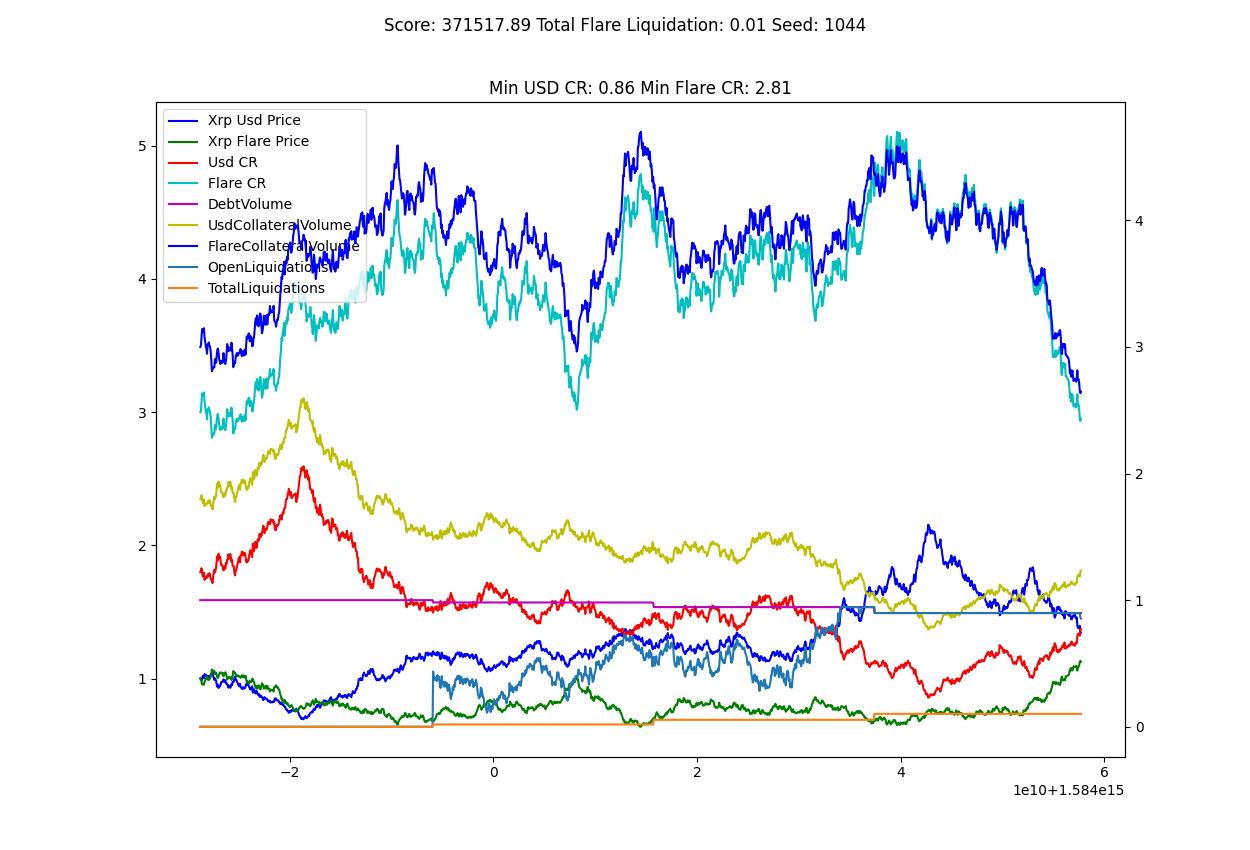 Score: 371517.89 Total Flare Liquidation: 0.01 Seed: 1044
Min USD CR: 0.86 Min Flare CR: 2.81
Xrp Usd Price
Xrp Flare Price
Usd CR
Flare CR
DebtVolume
UsdCollateralVolume
FlareCollateralVolume
OpenLiquidations
TotalLiquidations
5
4
3
2
1
4
3
2
1
0
−2
0
2
4
6
1e10+1.584e15